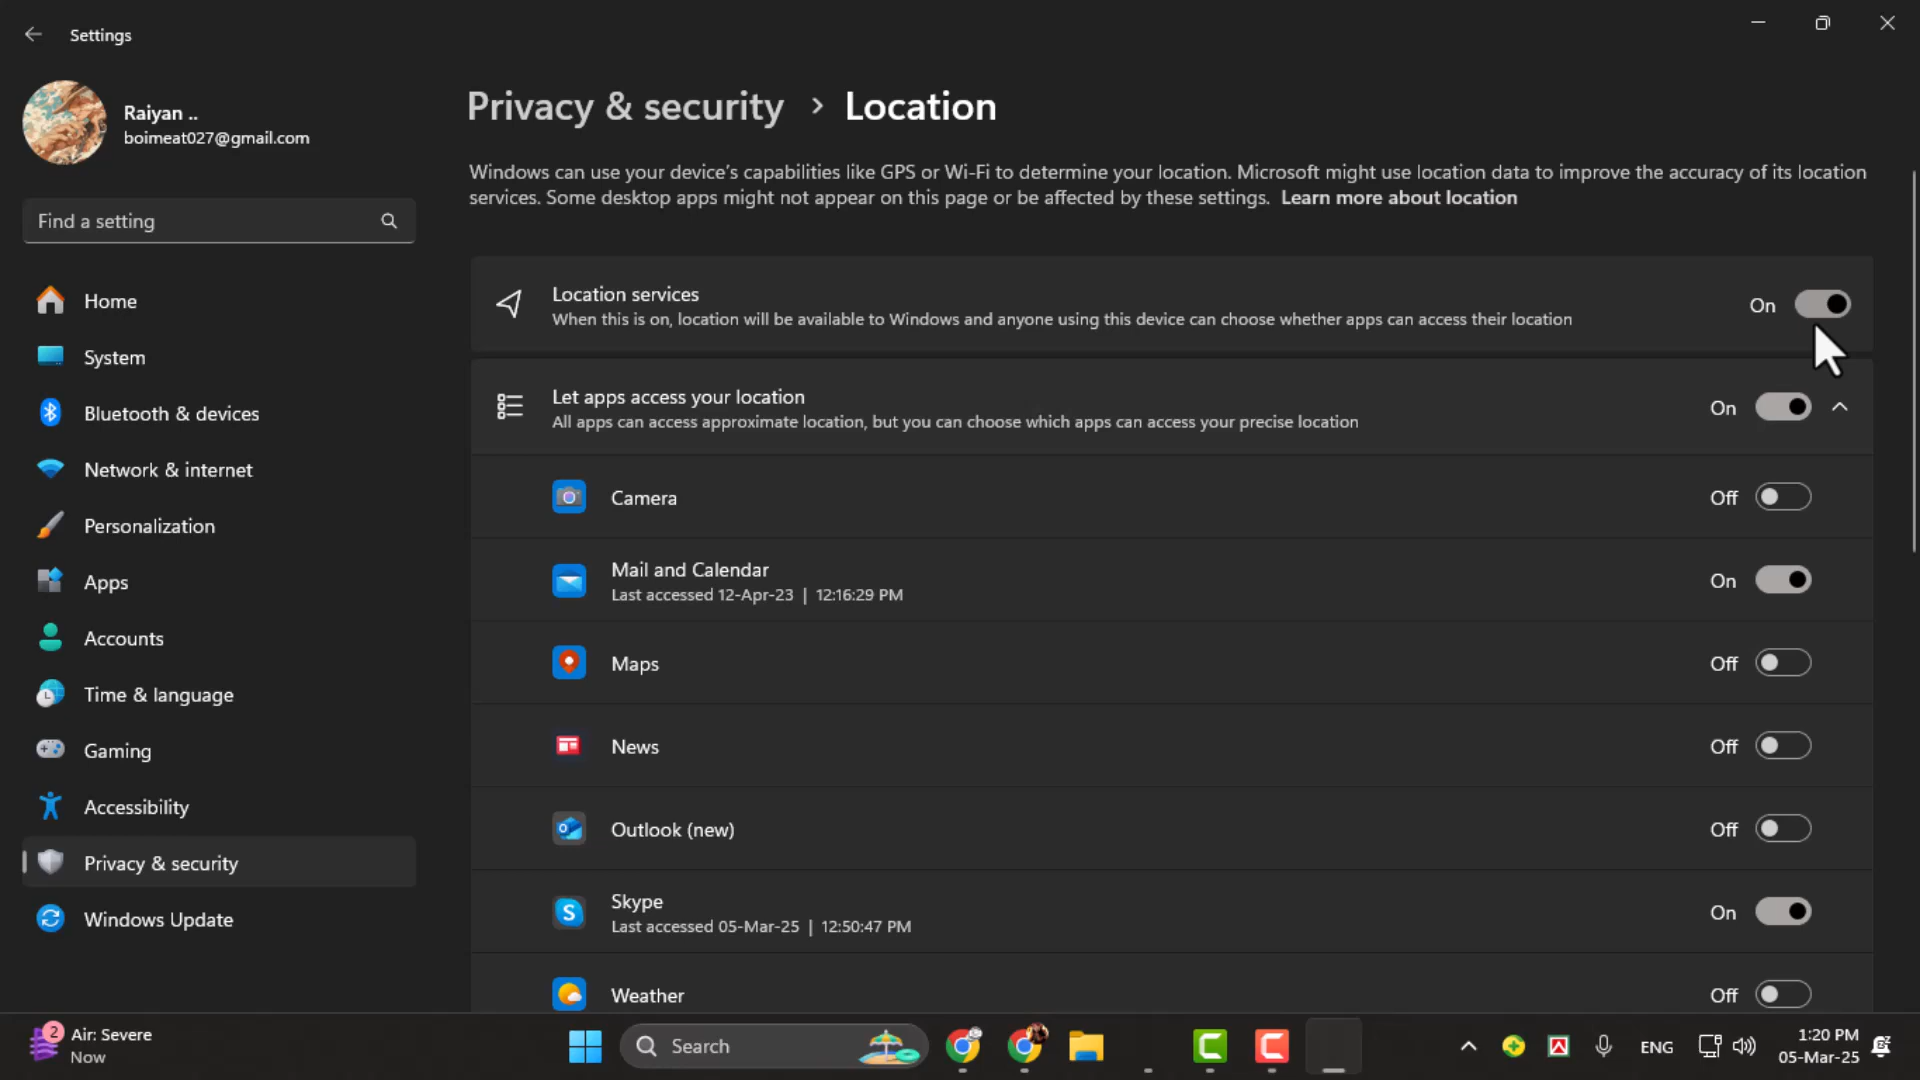 Settings
Raiyan ..
boimeat027@gmail.com
Find a setting
Home
System
Bluetooth & devices
Network & internet
Personalization
Apps
Accounts
Time & language
Gaming
Accessibility
Privacy & security
Windows Update
Privacy & security › Location
Windows can use your device's capabilities like GPS or Wi-Fi to determine your location. Microsoft might use location data to improve the accuracy of its location
services. Some desktop apps might not appear on this page or be affected by these settings. Learn more about location
Location services
When this is on, location will be available to Windows and anyone using this device can choose whether apps can access their location
On
Let apps access your location
All apps can access approximate location, but you can choose which apps can access your precise location
On
Camera
Off
Mail and Calendar
Last accessed 12-Apr-23 | 12:16:29 PM
On
Maps
Off
News
Off
Outlook (new)
Off
Skype
Last accessed 05-Mar-25 | 12:50:47 PM
On
Weather
Off
2
Air: Severe
Now
Search
ENG
1:20 PM
05-Mar-25